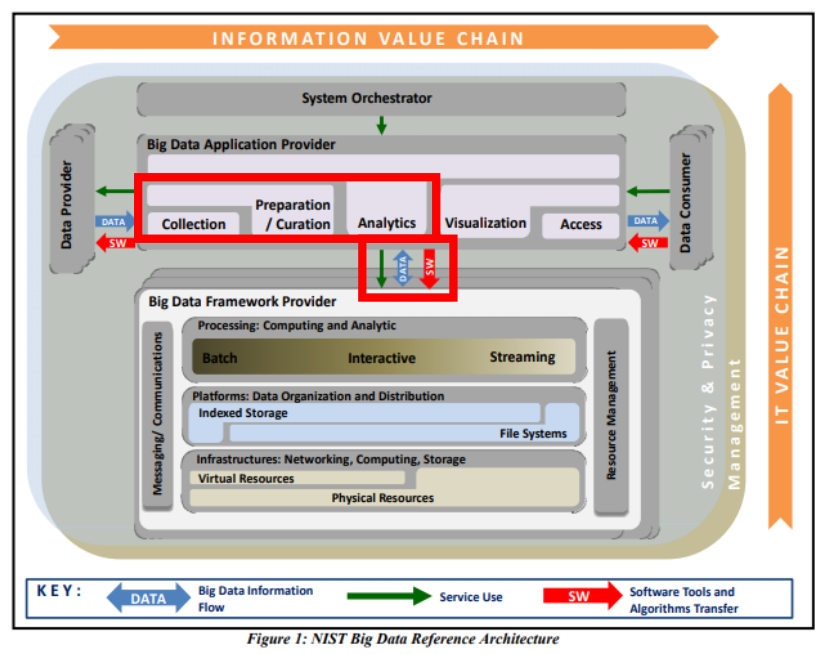 INFORMATION VALUE CHAIN
System Orchestrator
Big Data Application Provider
Collection
Preparation
/ Curation
Analytics
Visualization
Access
Data Provider
DATA
SW
Data Consumer
DATA
SW
DATA
SW
Big Data Framework Provider
Messaging/ Communications
Processing: Computing and Analytic
Batch
Interactive
Streaming
Platforms: Data Organization and Distribution
Indexed Storage
File Systems
Infrastructures: Networking, Computing, Storage
Virtual Resources
Physical Resources
Resource Management
Security & Privacy
Management
IT VALUE CHAIN
KEY:
DATA
Big Data Information
Flow
Service Use
SW
Software Tools and
Algorithms Transfer
Figure 1: NIST Big Data Reference Architecture